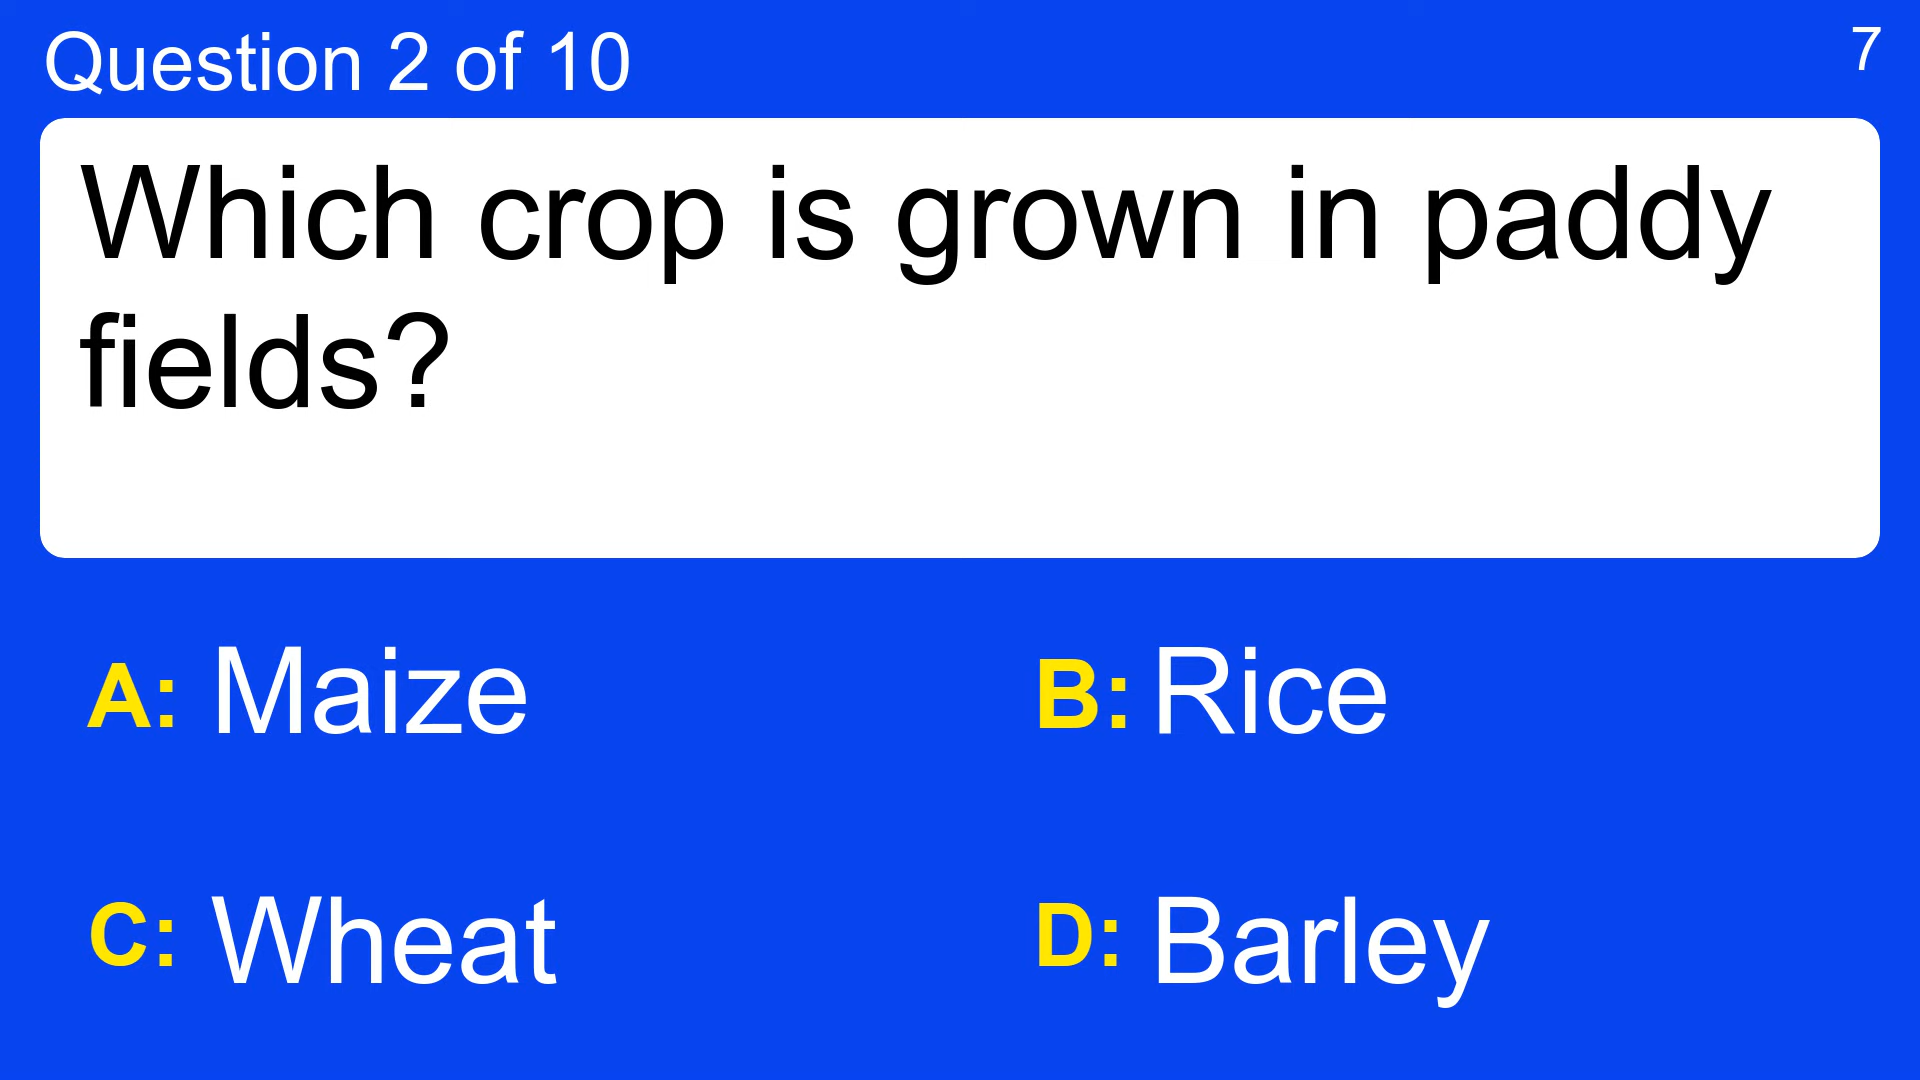 Question 2 of 10
7
Which crop is grown in paddy
fields?
A: Maize
B: Rice
C: Wheat
D: Barley